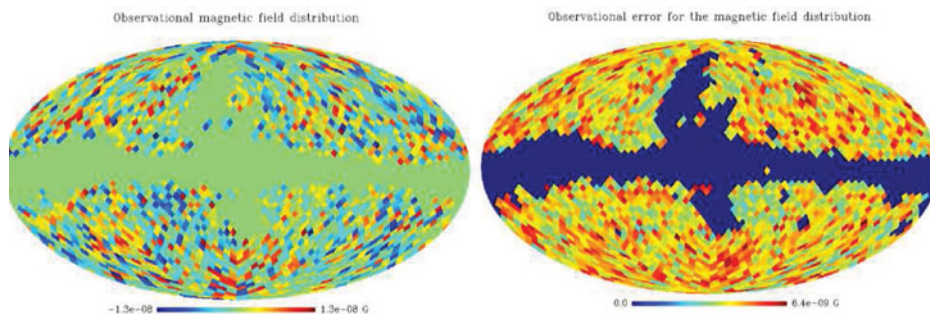 Observational magnetic field distribution
Observational error for the magnetic field distribution
−1.3e−08 1.3e−08 G
0.0 6.4e−09 G